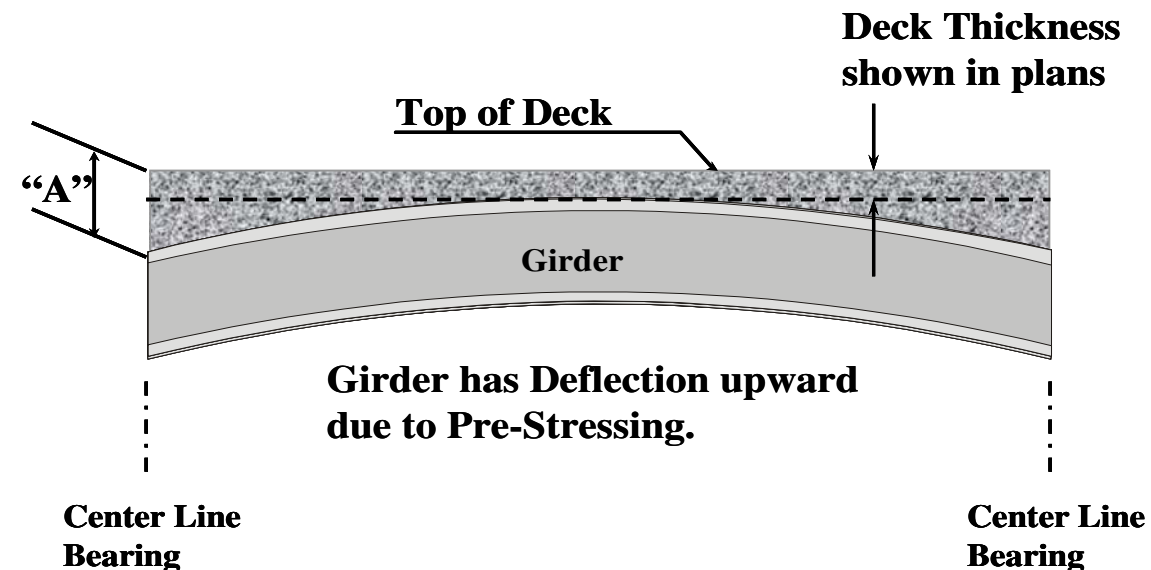 Deck Thickness
shown in plans
Top of Deck
“A”
Girder
Girder has Deflection upward
due to Pre-Stressing.
Center Line
Bearing
Center Line
Bearing